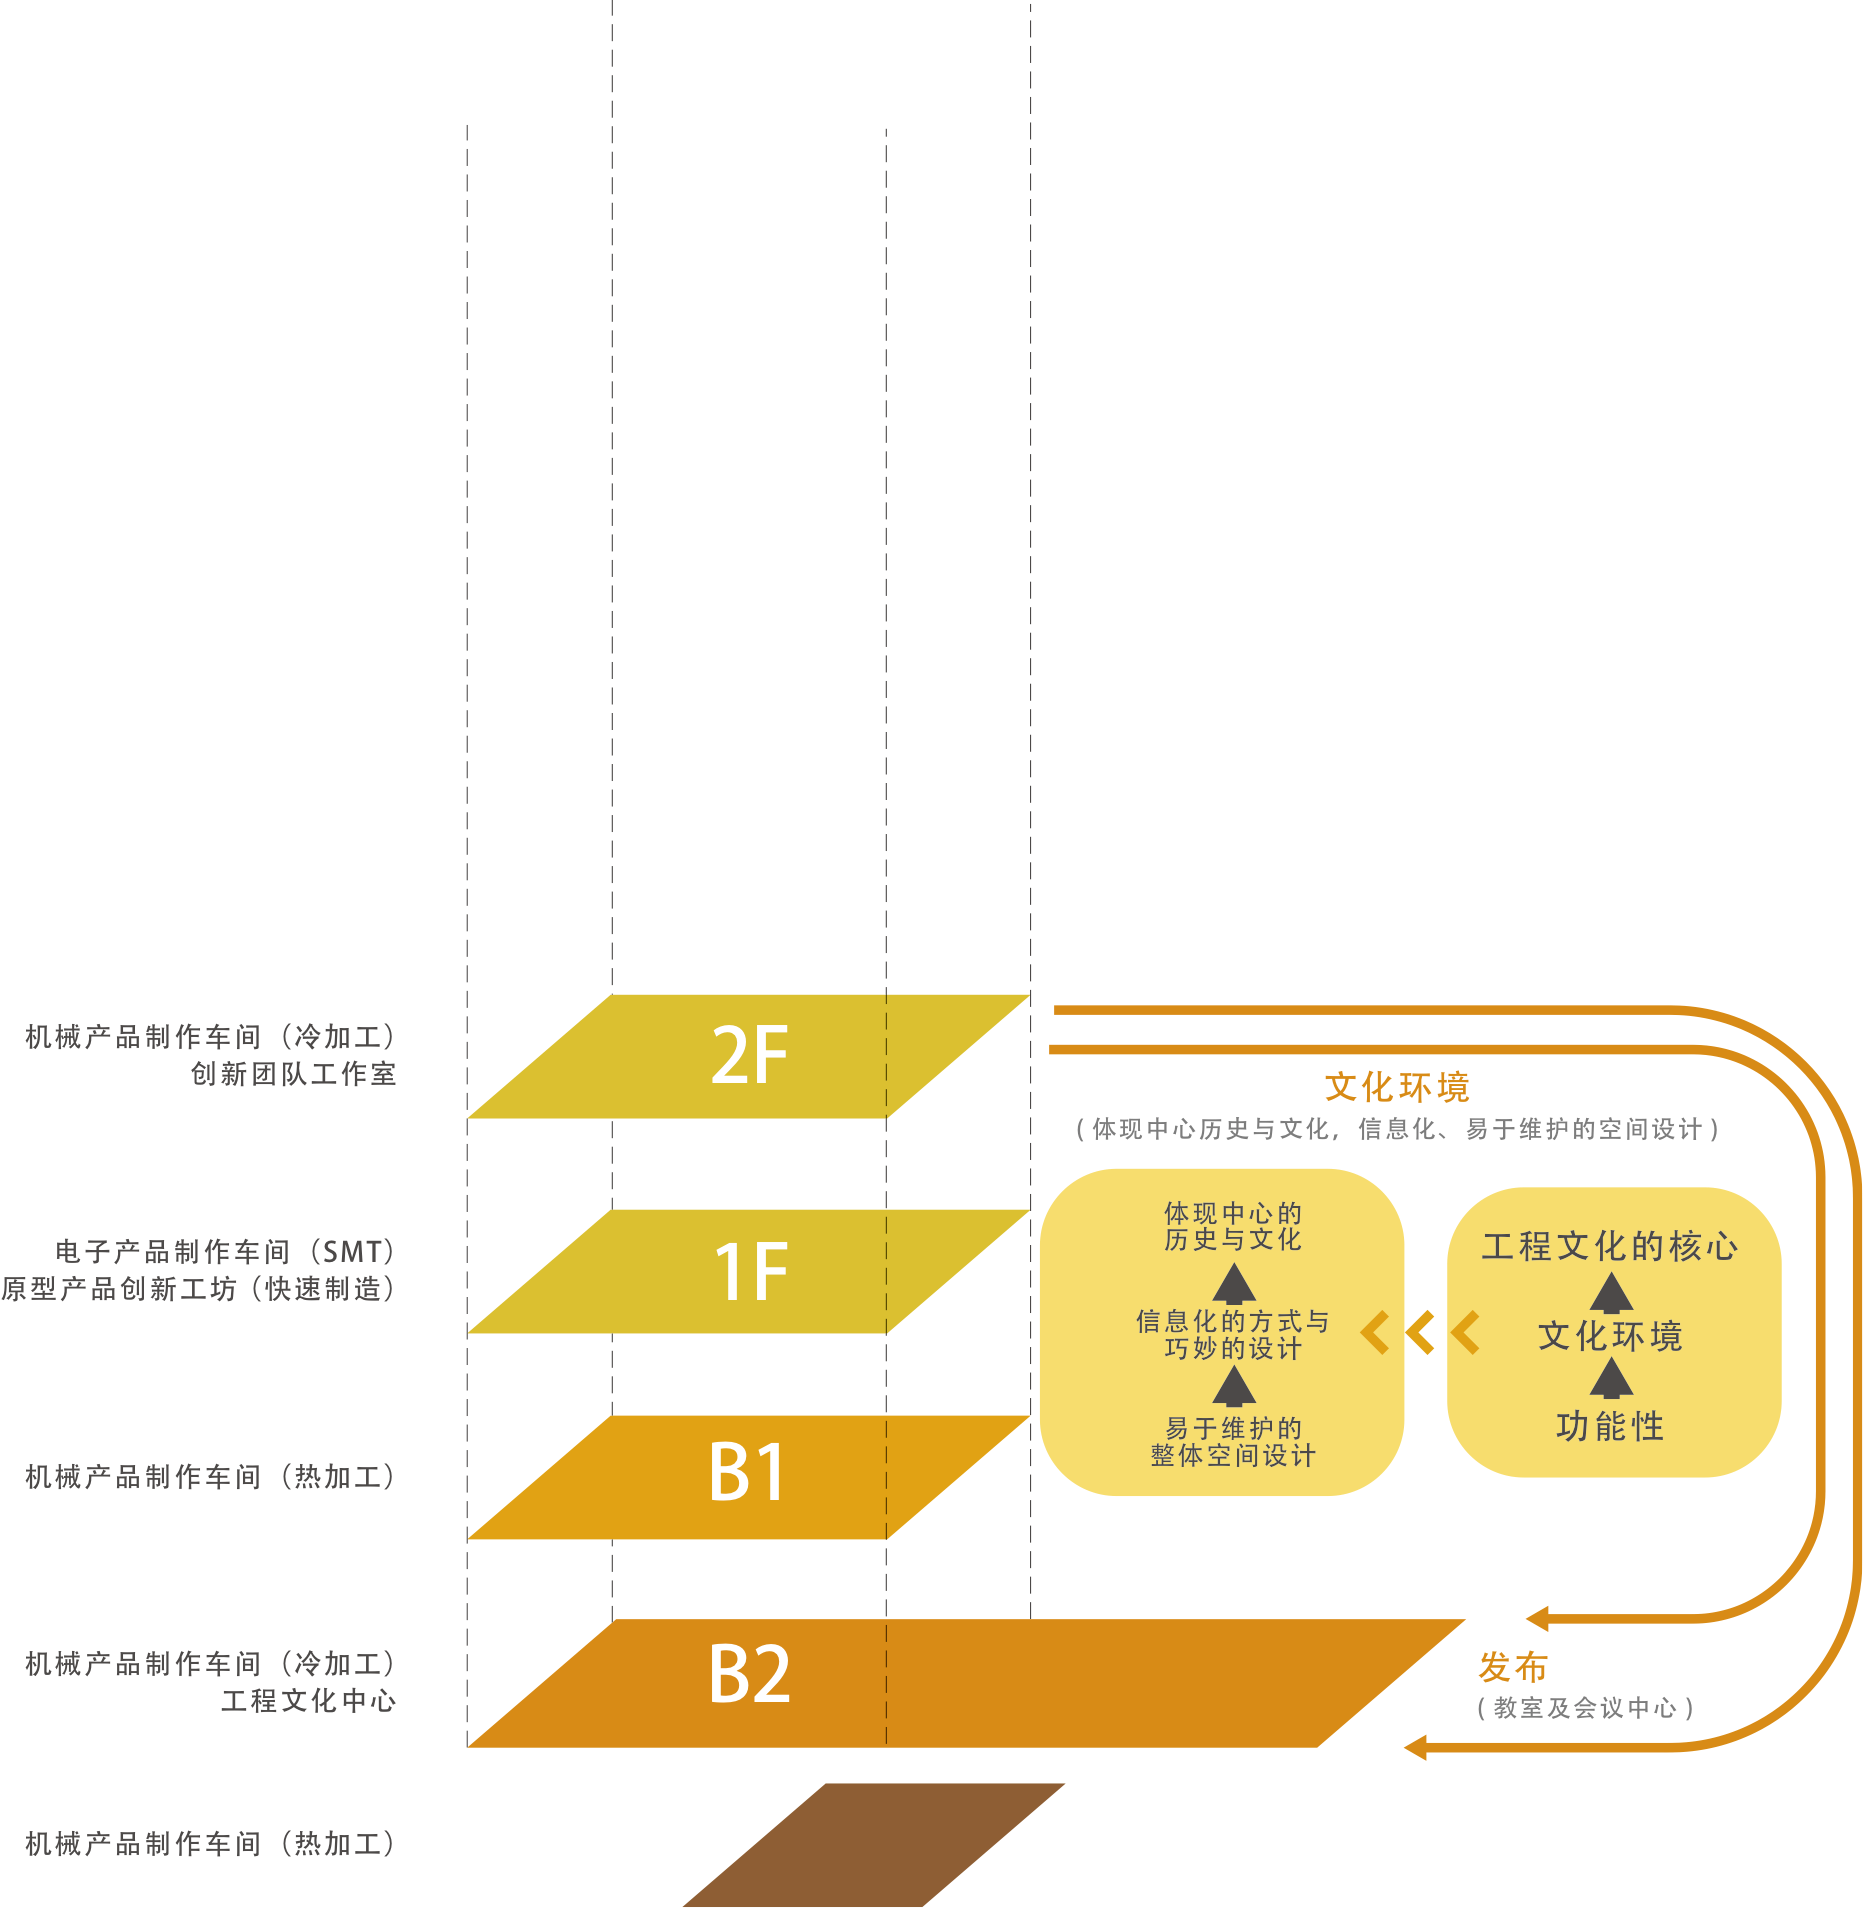 机械产品制作车间（冷加工）
创新团队工作室
2F
文化环境
（体现中心历史与文化，信息化、易于维护的空间设计）
电子产品制作车间（SMT）
原型产品创新工坊（快速制造）
1F
体现中心的
历史与文化
信息化的方式与
巧妙的设计
易于维护的
整体空间设计
工程文化的核心
文化环境
功能性
机械产品制作车间（热加工）
B1
机械产品制作车间（冷加工）
工程文化中心
B2
发布
（教室及会议中心）
机械产品制作车间（热加工）